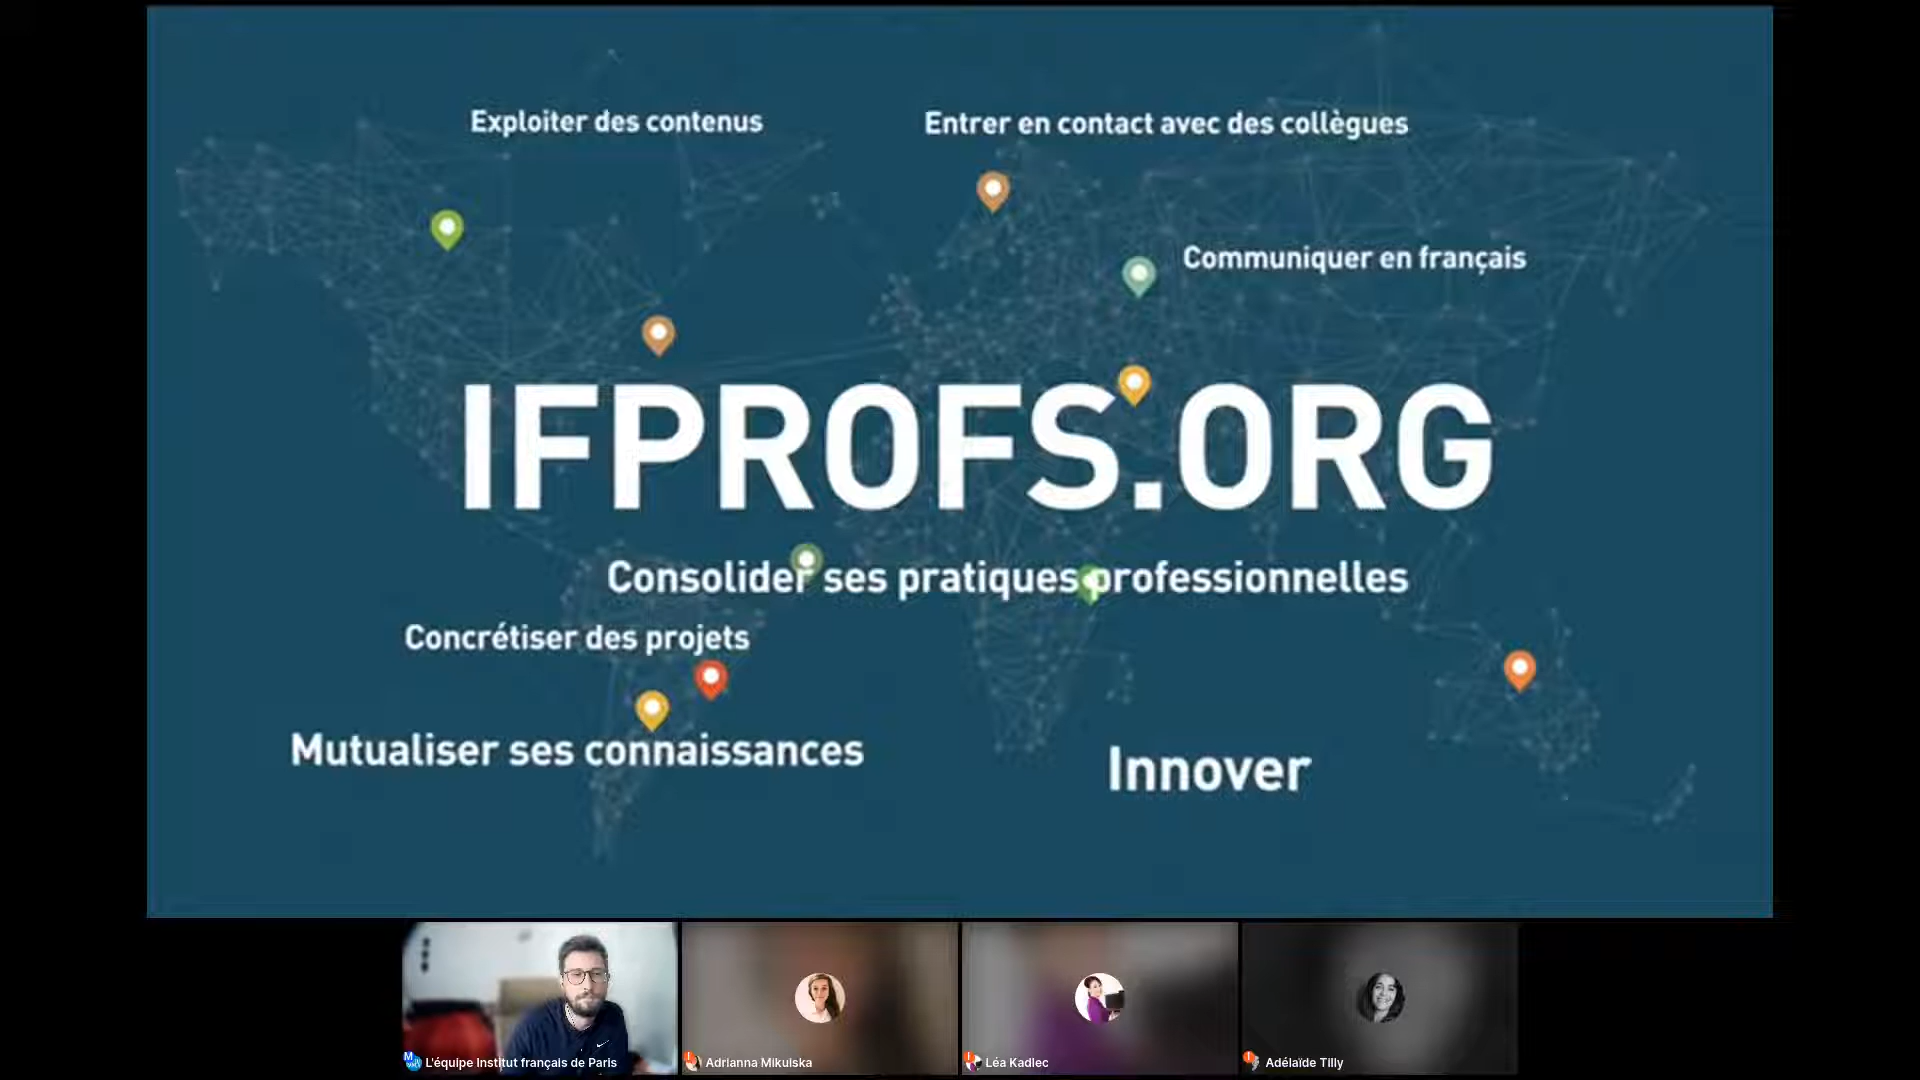 Exploiter des contenus
Entrer en contact avec des collègues
Communiquer en français
IFPROFS.ORG
Consolider ses pratiques professionnelles
Concrétiser des projets
Mutualiser ses connaissances
Innover
L'équipe Institut français de Paris
Adrianna Mikulska
Léa Kadlec
Adélaïde Tilly